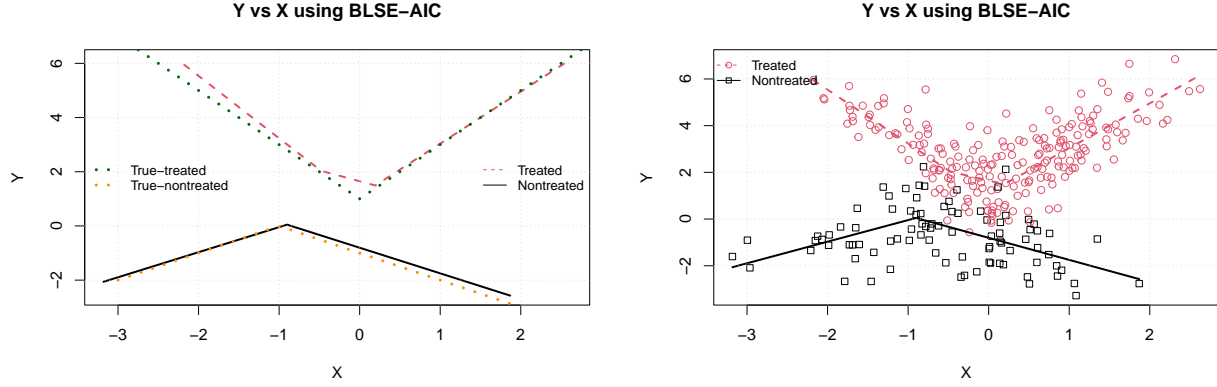 Y vs X using BLSE−AIC
6
4
2
0
−2
Y
True−treated
True−nontreated
Treated
Nontreated
−3 −2 −1 0 1 2
X
Y vs X using BLSE−AIC
6
4
2
0
−2
Y
Treated
Nontreated
−3 −2 −1 0 1 2
X